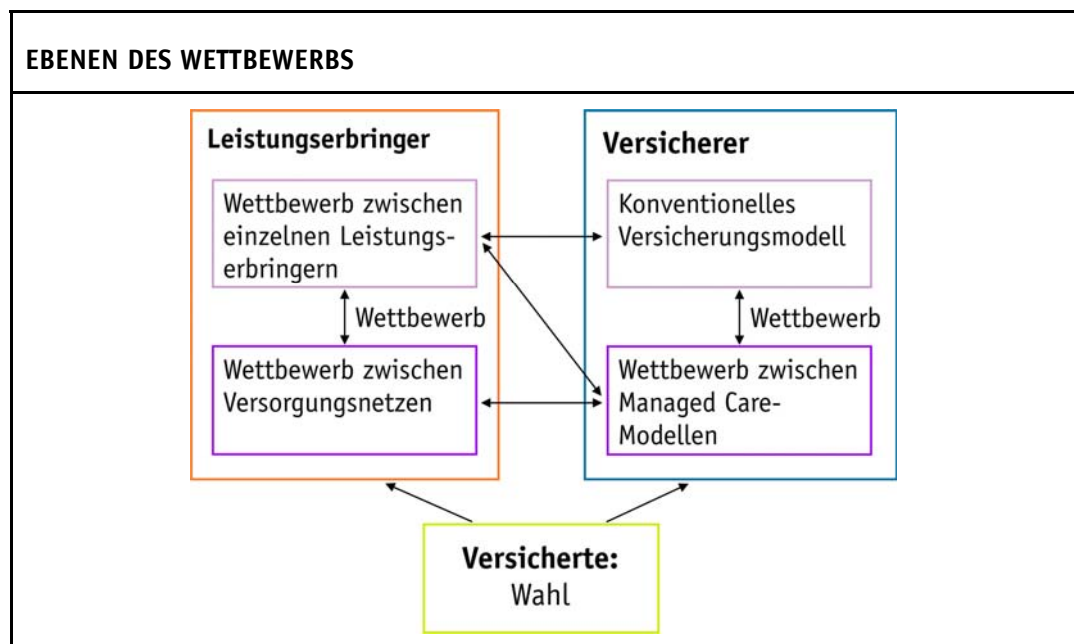 EBENEN DES WETTBEWERBS
Leistungserbringer
Wettbewerb zwischen
einzelnen Leistungs-
erbringern
Wettbewerb
Wettbewerb zwischen
Versorgungsnetzen
Versicherer
Konventionelles
Versicherungsmodell
Wettbewerb
Wettbewerb zwischen
Managed Care-
Modellen
Versicherte:
Wahl